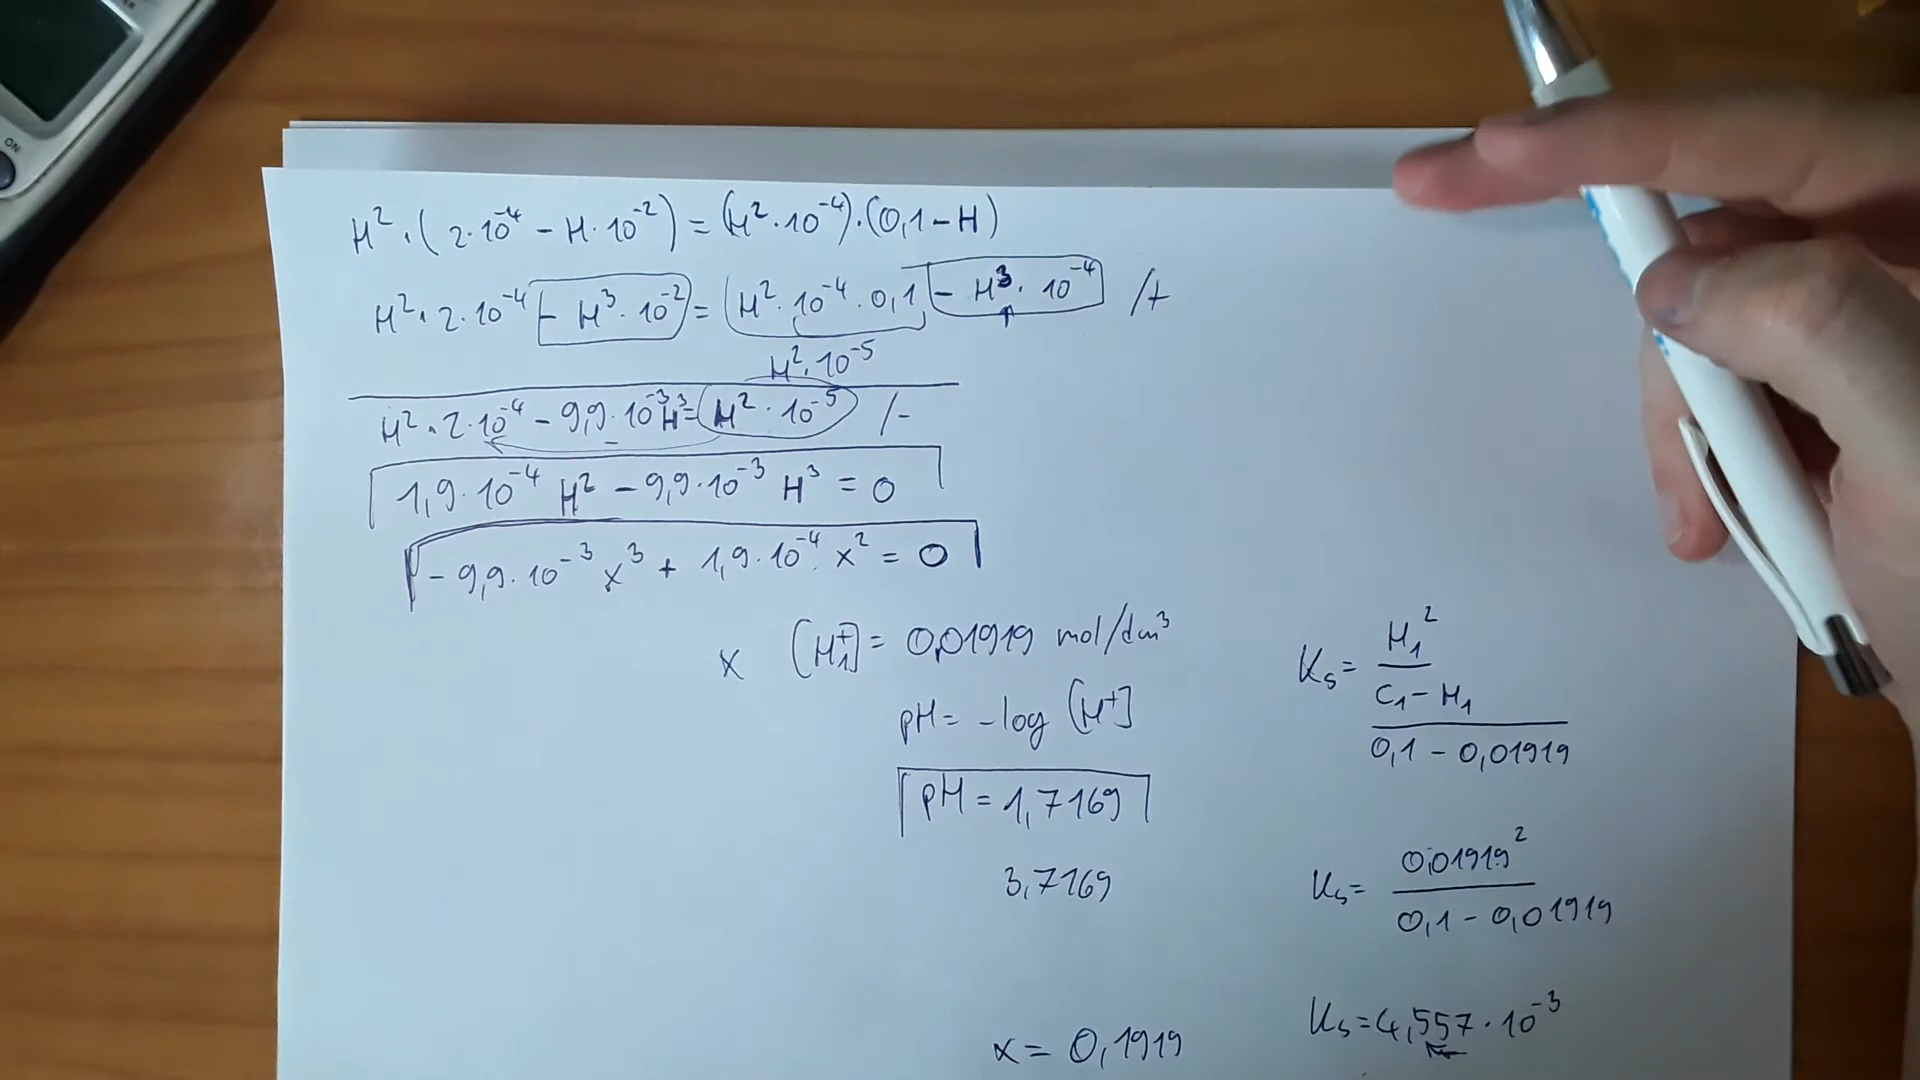 ON
H² · (2·10⁻⁴ – H·10⁻²) = (H²·10⁻⁴)·(0,1 – H)
H² · 2·10⁻⁴ – H³·10⁻² = H²·10⁻⁴·0,1 – H³·10⁻⁴ /+
H²·10⁻⁵
H² · 2·10⁻⁴ – 9,9·10⁻³H³ = H²·10⁻⁵ /-
1,9·10⁻⁴ H² – 9,9·10⁻³ H³ = 0
– 9,9·10⁻³ x³ + 1,9·10⁻⁴ · x² = 0
x [H₁⁺] = 0,01919 mol/dm³
pH = -log [H⁺]
pH = 1,7169
3,7169
x = 0,1919
Ks = H₁² / C₁ – H₁
0,1 – 0,01919
Ks = 0,01919² / 0,1 – 0,01919
Ks = 4,557 · 10⁻³